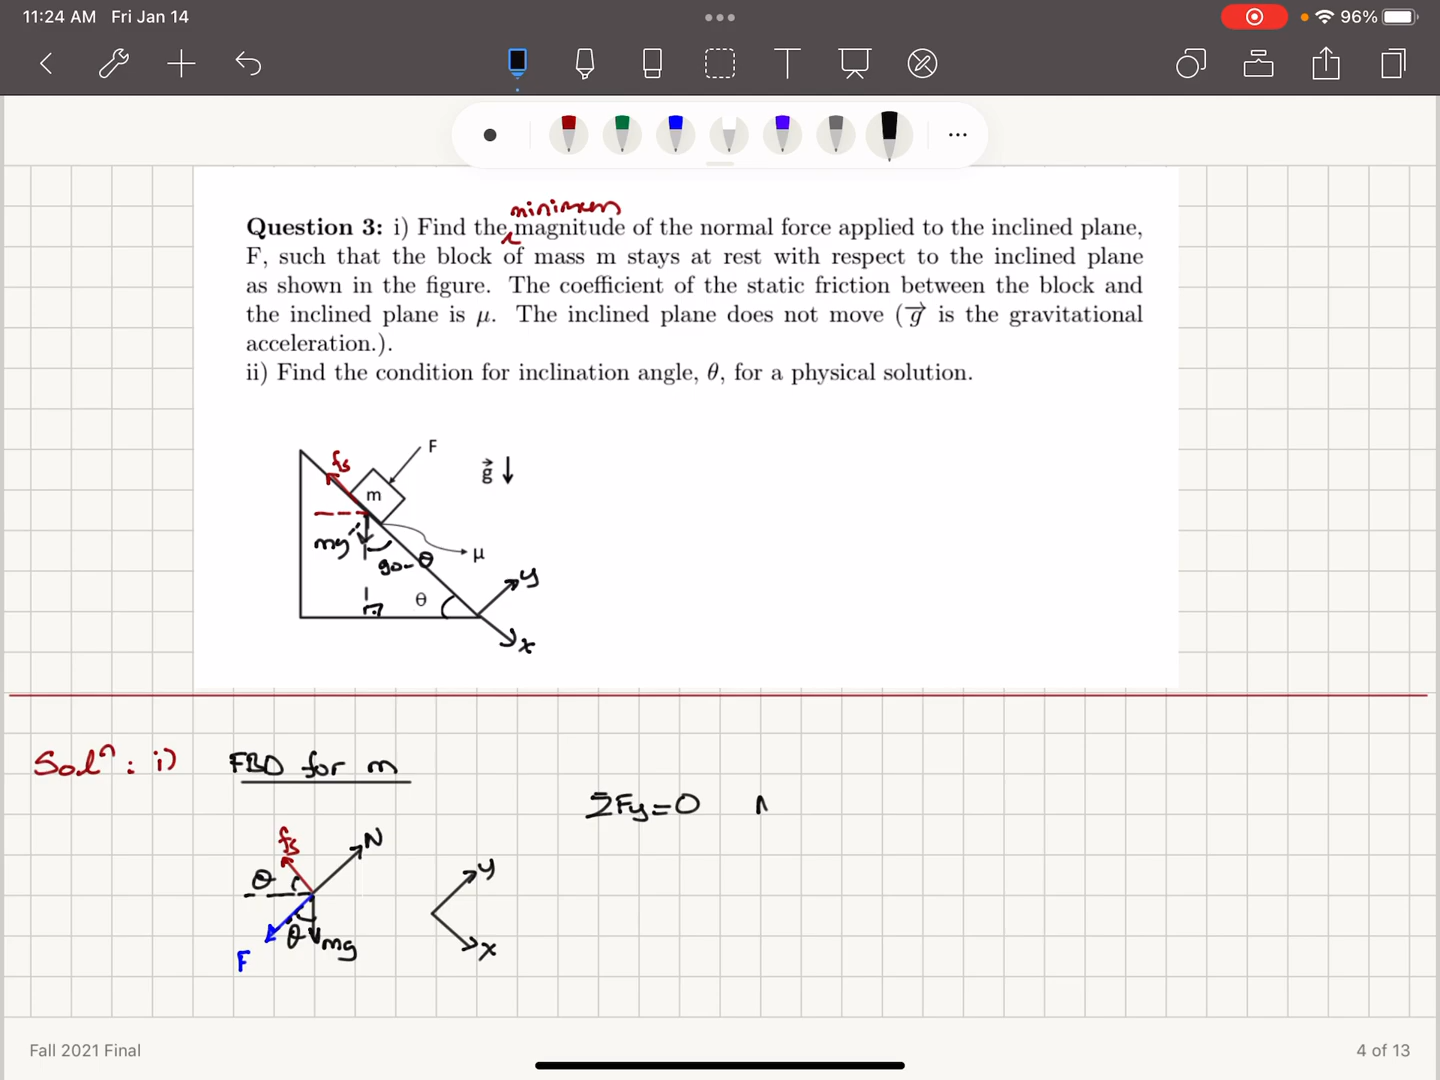 11:24 AM Fri Jan 14
96%
minimum
Question 3: i) Find the magnitude of the normal force applied to the inclined plane,
F, such that the block of mass m stays at rest with respect to the inclined plane
as shown in the figure. The coefficient of the static friction between the block and
the inclined plane is μ. The inclined plane does not move (g⃗ is the gravitational
acceleration.).
ii) Find the condition for inclination angle, θ, for a physical solution.
fs
F
m
g⃗
mg
90-θ
μ
θ
y
x
Solⁿ: i) FBD for m
ΣFy=0 N
fs
N
θ
y
θ
mg
x
F
Fall 2021 Final
4 of 13